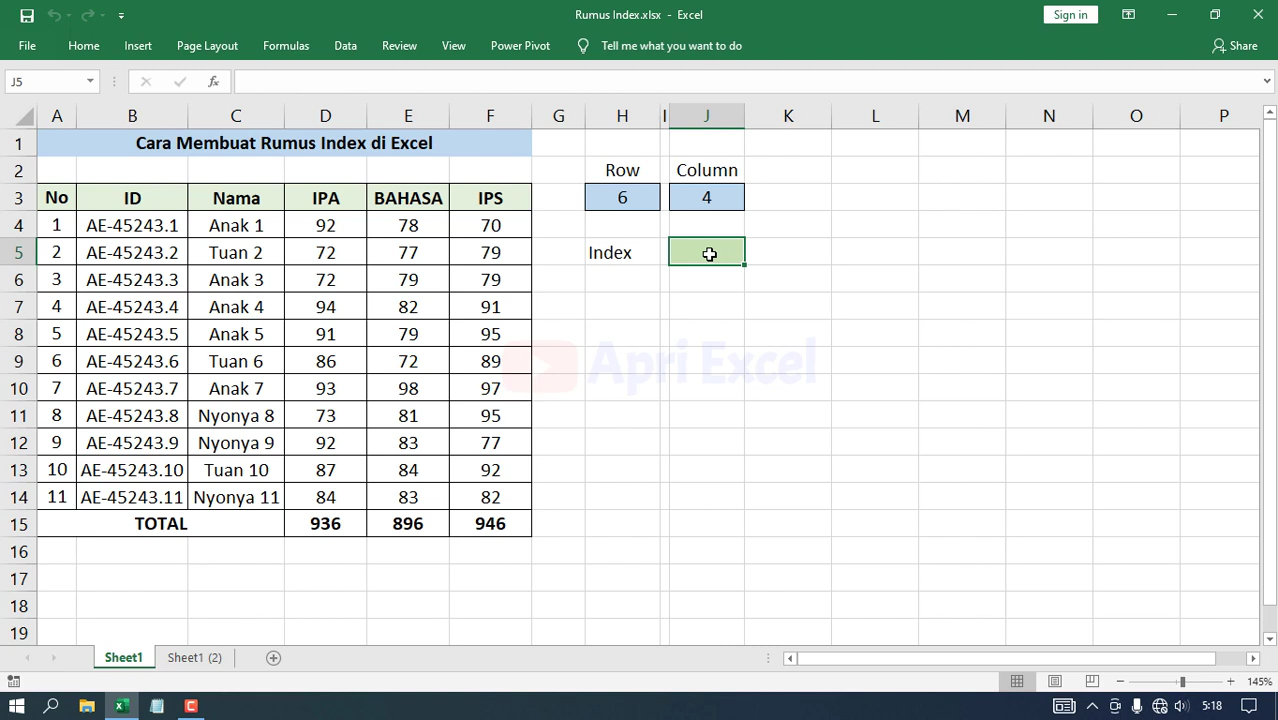 Rumus Index.xlsx - Excel
Sign in
File Home Insert Page Layout Formulas Data Review View Power Pivot Tell me what you want to do Share
J5 fx
A B C D E F G H I J K L M N O P
1 Cara Membuat Rumus Index di Excel
2 Row Column
3 No ID Nama IPA BAHASA IPS 6 4
4 1 AE-45243.1 Anak 1 92 78 70
5 2 AE-45243.2 Tuan 2 72 77 79 Index
6 3 AE-45243.3 Anak 3 72 79 79
7 4 AE-45243.4 Anak 4 94 82 91
8 5 AE-45243.5 Anak 5 91 79 95
9 6 AE-45243.6 Tuan 6 86 72 89
Apri Excel
10 7 AE-45243.7 Anak 7 93 98 97
11 8 AE-45243.8 Nyonya 8 73 81 95
12 9 AE-45243.9 Nyonya 9 92 83 77
13 10 AE-45243.10 Tuan 10 87 84 92
14 11 AE-45243.11 Nyonya 11 84 83 82
15 TOTAL 936 896 946
16
17
18
19
Sheet1 Sheet1 (2)
145%
5:18